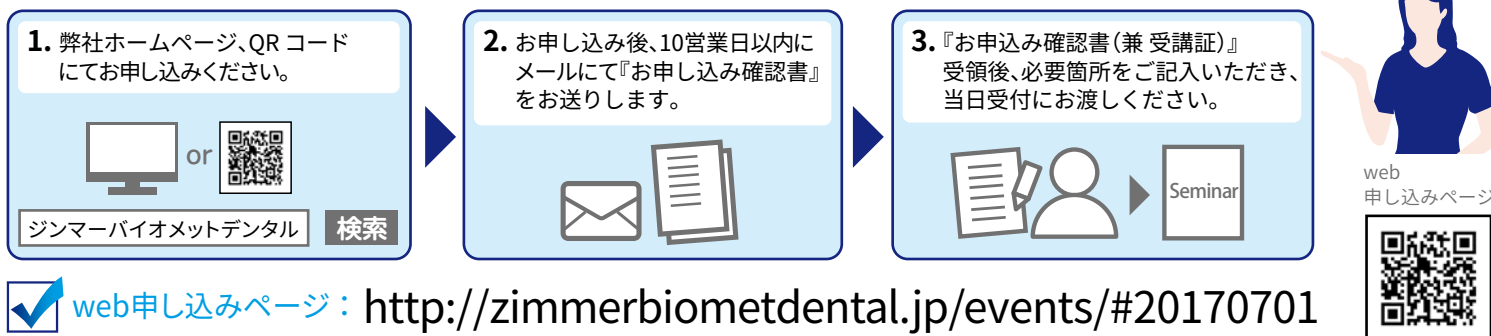 1. 弊社ホームページ、QR コード
にてお申し込みください。
or
ジンマーバイオメットデンタル 検索
2. お申し込み後、10営業日以内に
メールにて『お申し込み確認書』
をお送りします。
3.『お申込み確認書（兼 受講証）』
受領後、必要箇所をご記入いただき、
当日受付にお渡しください。
Seminar
web
申し込みページ
web申し込みページ：http://zimmerbiometdental.jp/events/#20170701